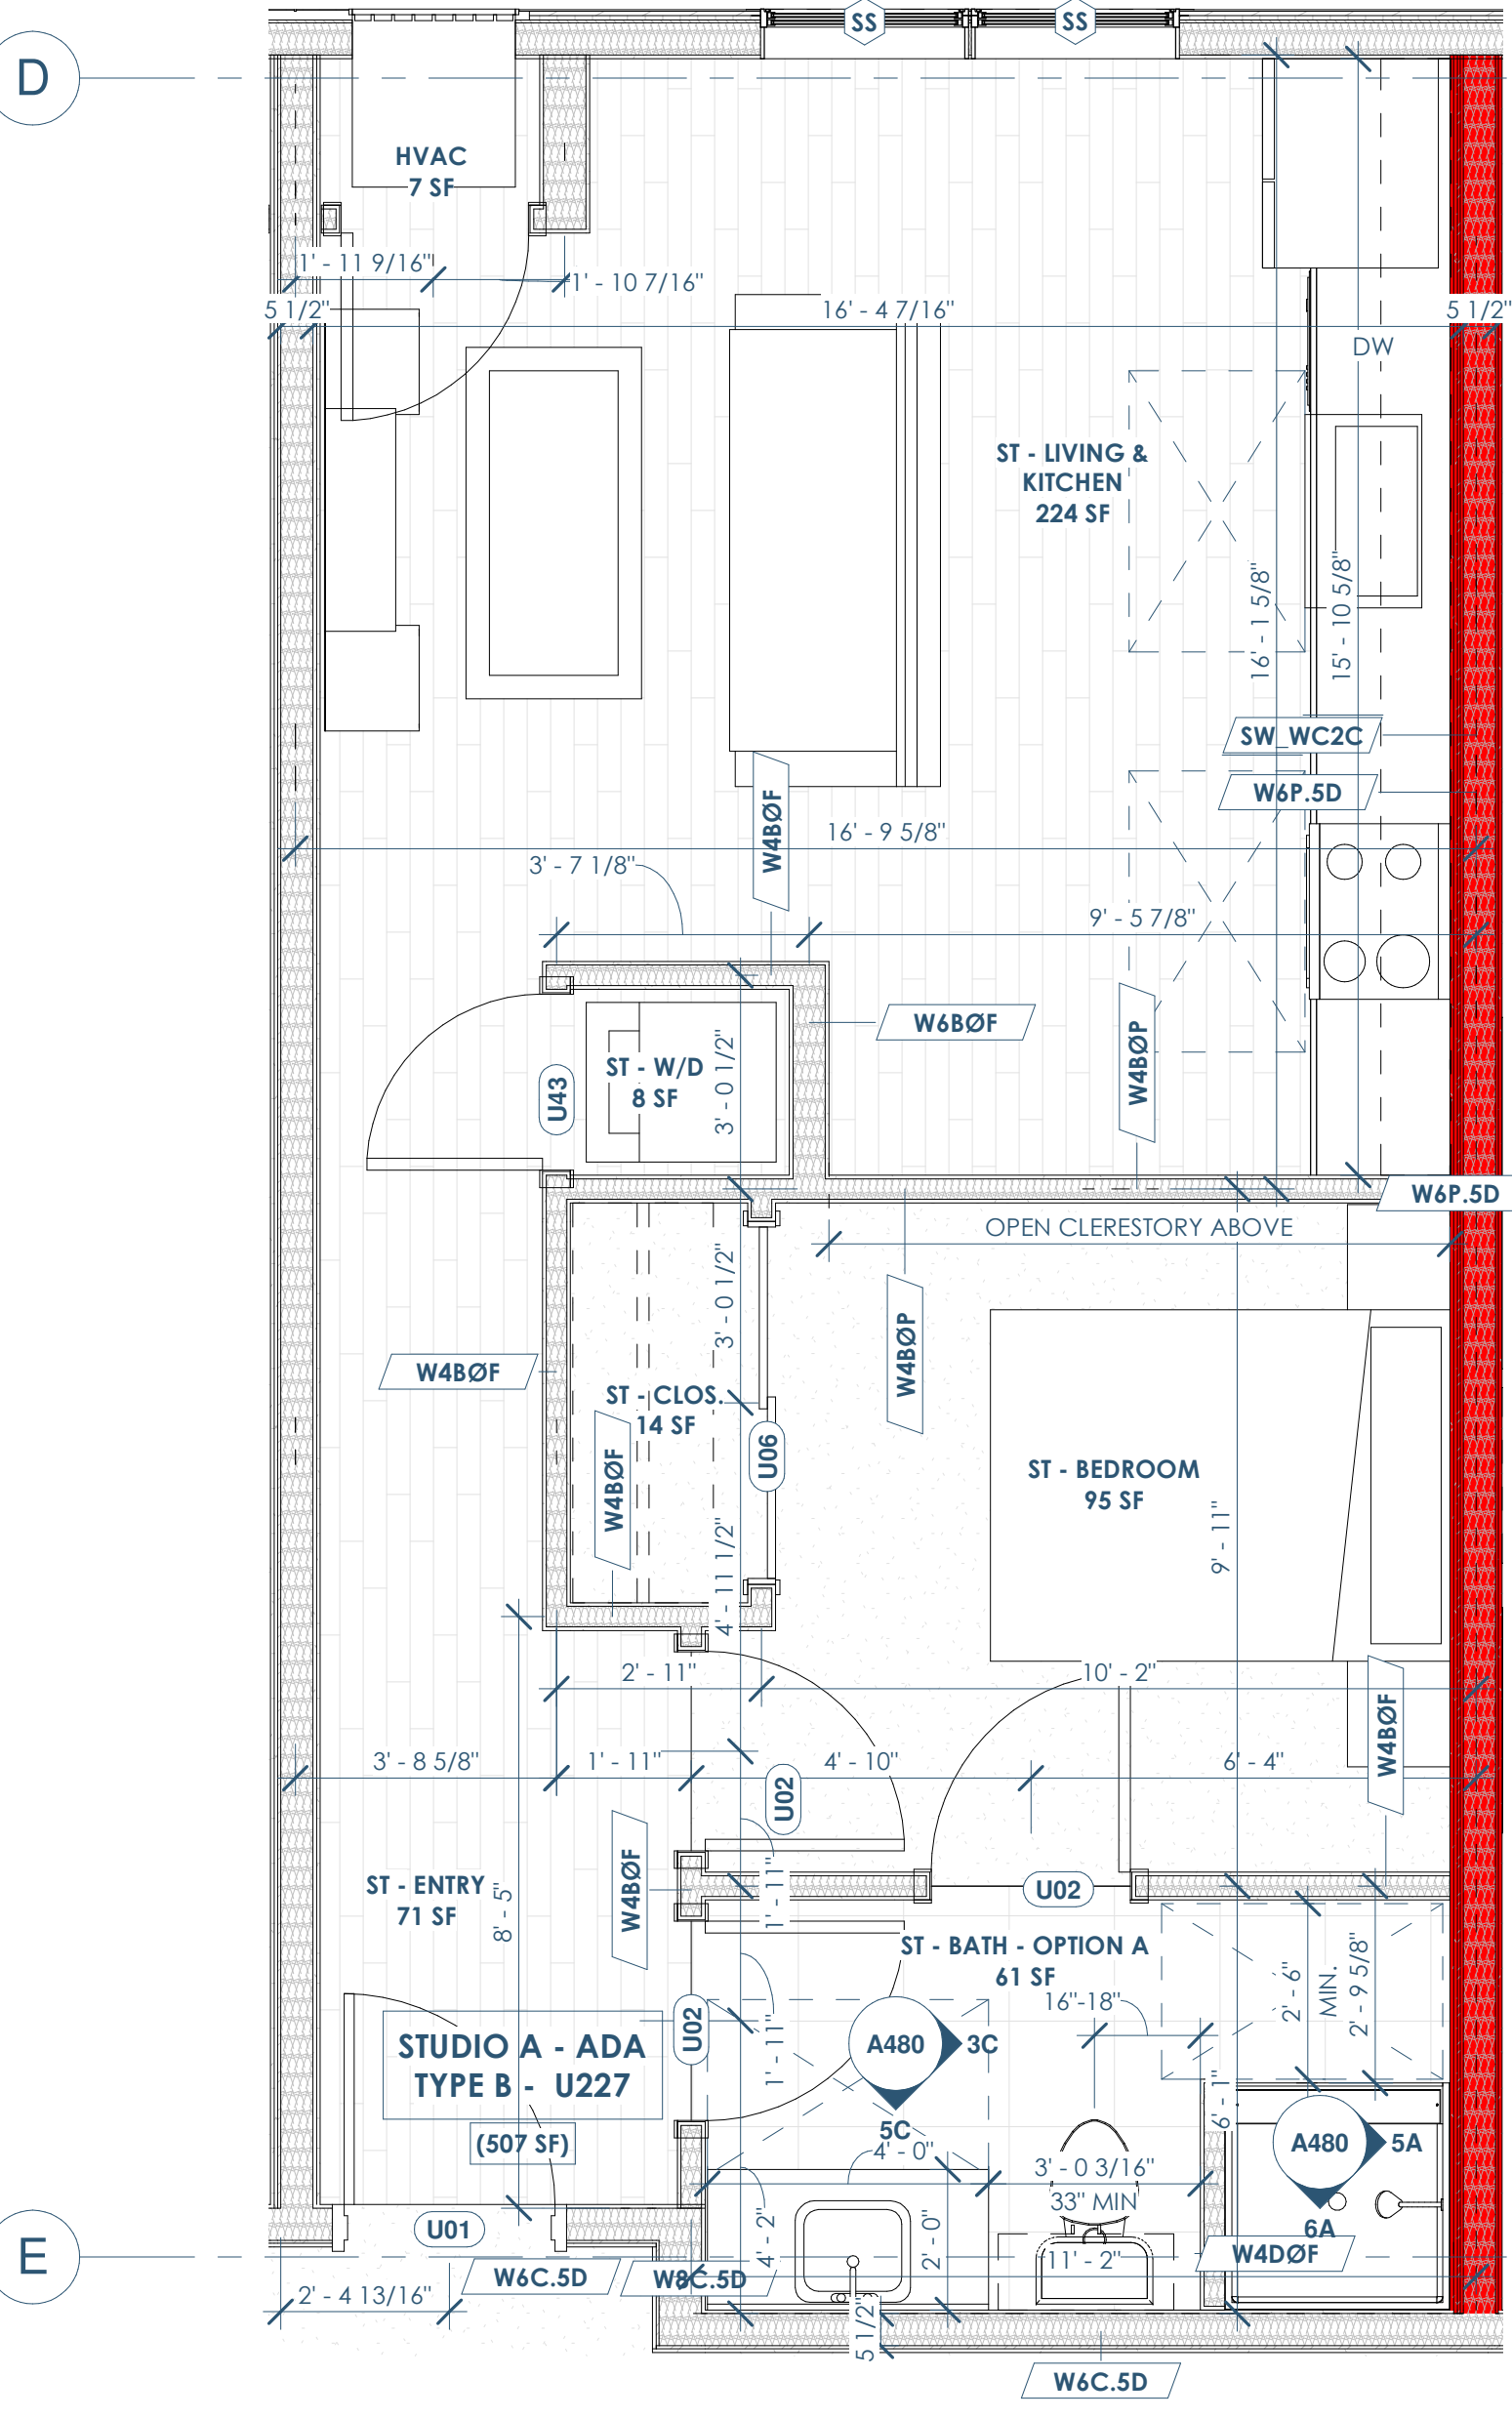 SS
SS
D
HVAC
7 SF
1' - 11 9/16"
1' - 10 7/16"
5 1/2"
16' - 4 7/16"
5 1/2"
DW
ST - LIVING &
KITCHEN
224 SF
16' - 1 5/8"
15' - 10 5/8"
SW_WC2C
W6P.5D
W4BØF
16' - 9 5/8"
3' - 7 1/8"
9' - 5 7/8"
W6BØF
W4BØP
ST - W/D
8 SF
U43
3' - 0 1/2"
W6P.5D
OPEN CLERESTORY ABOVE
3' - 0 1/2"
W4BØP
W4BØF
ST - CLOS.
14 SF
U06
W4BØF
ST - BEDROOM
95 SF
9' - 11"
4' - 11 1/2"
2' - 11"
10' - 2"
W4BØF
3' - 8 5/8"
1' - 11"
4' - 10"
6' - 4"
U02
W4BØF
ST - ENTRY
71 SF
8' - 5"
1' - 11"
U02
ST - BATH - OPTION A
61 SF
16"-18"
2' - 6"
MIN.
2' - 9 5/8"
U02
1' - 11"
A480
3C
5C
STUDIO A - ADA
TYPE B - U227
(507 SF)
4' - 0"
6' - 1"
A480
5A
6A
3' - 0 3/16"
33" MIN
U01
4' - 2"
2' - 0"
11' - 2"
W4DØF
E
W6C.5D
W8C.5D
2' - 4 13/16"
5 1/2"
W6C.5D